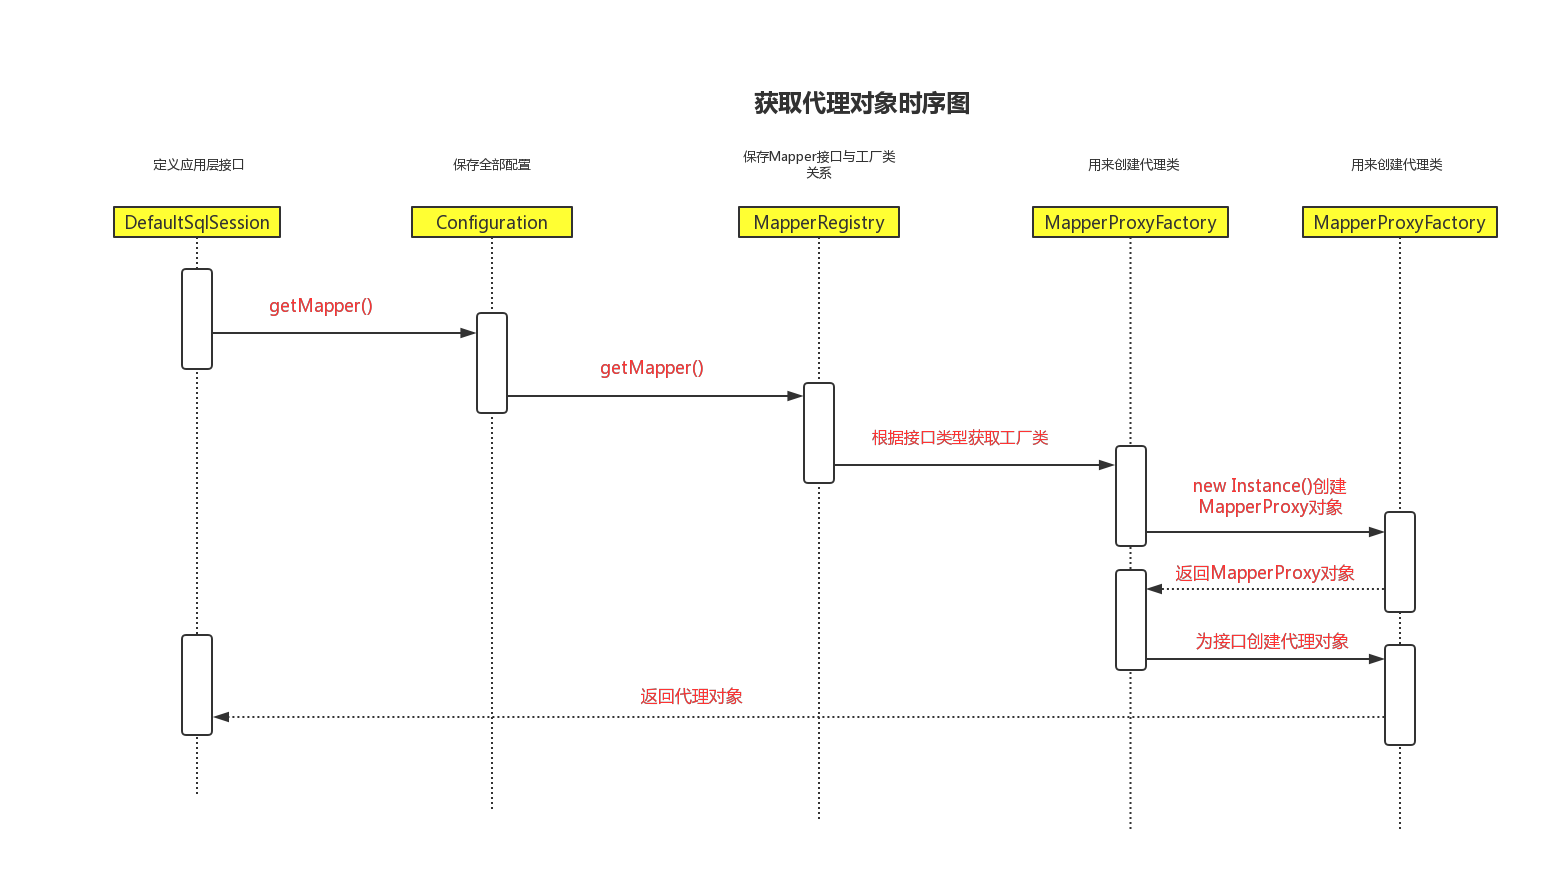 获取代理对象时序图
定义应用层接口
保存全部配置
保存Mapper接口与工厂类
关系
用来创建代理类
用来创建代理类
DefaultSqlSession
Configuration
MapperRegistry
MapperProxyFactory
MapperProxyFactory
getMapper()
getMapper()
根据接口类型获取工厂类
new Instance()创建
MapperProxy对象
返回MapperProxy对象
为接口创建代理对象
返回代理对象